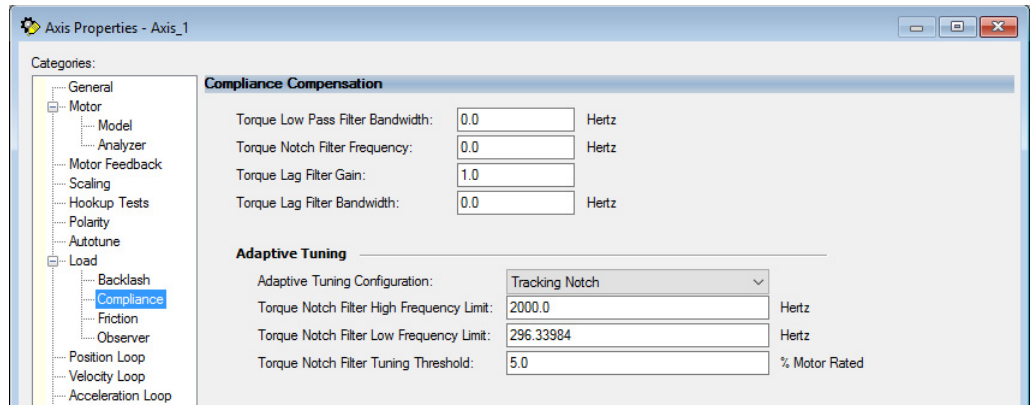 Axis Properties - Axis_1
Categories:
General
Motor
Model
Analyzer
Motor Feedback
Scaling
Hookup Tests
Polarity
Autotune
Load
Backlash
Compliance
Friction
Observer
Position Loop
Velocity Loop
Acceleration Loop
Compliance Compensation
Torque Low Pass Filter Bandwidth: 0.0 Hertz
Torque Notch Filter Frequency: 0.0 Hertz
Torque Lag Filter Gain: 1.0
Torque Lag Filter Bandwidth: 0.0 Hertz
Adaptive Tuning
Adaptive Tuning Configuration: Tracking Notch
Torque Notch Filter High Frequency Limit: 2000.0 Hertz
Torque Notch Filter Low Frequency Limit: 296.33984 Hertz
Torque Notch Filter Tuning Threshold: 5.0 % Motor Rated